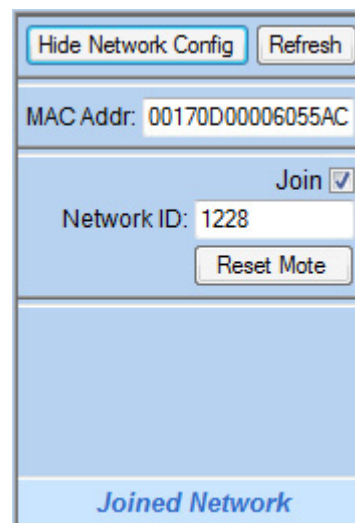 Hide Network Config Refresh
MAC Addr: 00170D00006055AC
Join
Network ID: 1228
Reset Mote
Joined Network